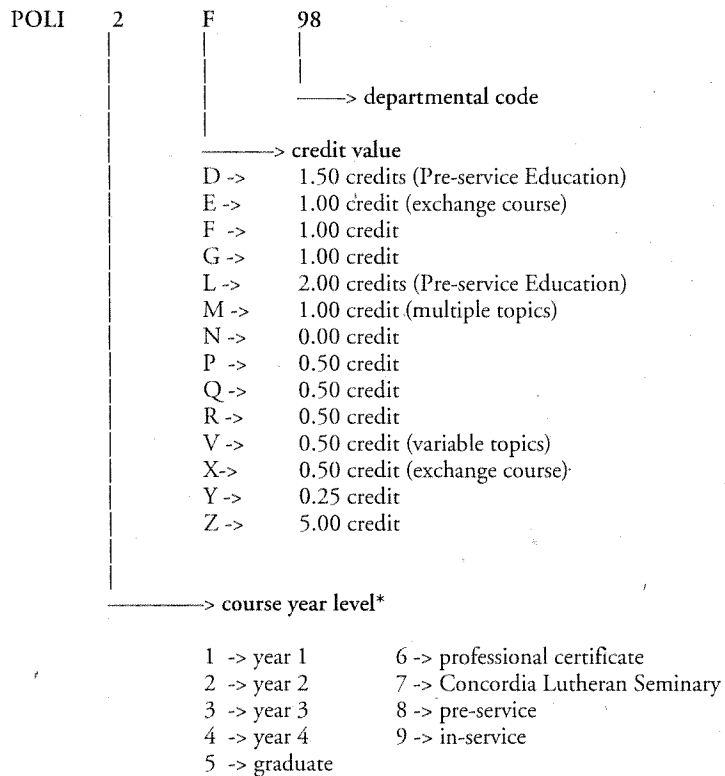 POLI 2 F 98
————> departmental code
————> credit value
D -> 1.50 credits (Pre-service Education)
E -> 1.00 credit (exchange course)
F -> 1.00 credit
G -> 1.00 credit
L -> 2.00 credits (Pre-service Education)
M -> 1.00 credit (multiple topics)
N -> 0.00 credit
P -> 0.50 credit
Q -> 0.50 credit
R -> 0.50 credit
V -> 0.50 credit (variable topics)
X-> 0.50 credit (exchange course)
Y -> 0.25 credit
Z -> 5.00 credit
————> course year level*
1 -> year 1 6 -> professional certificate
2 -> year 2 7 -> Concordia Lutheran Seminary
3 -> year 3 8 -> pre-service
4 -> year 4 9 -> in-service
5 -> graduate